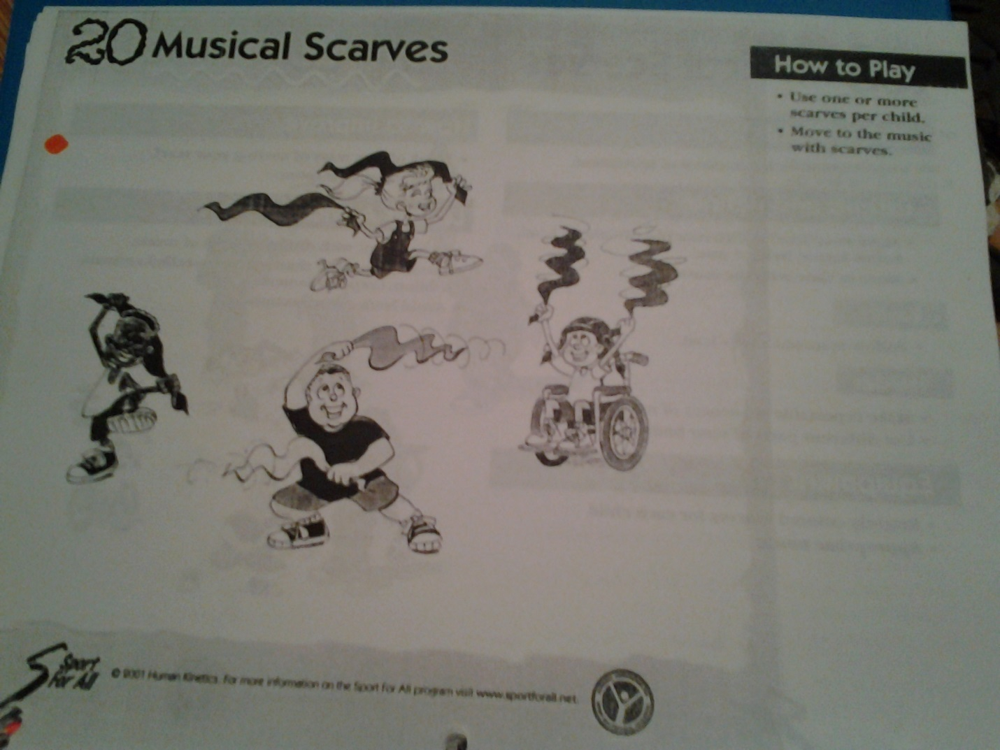 20 Musical Scarves
How to Play
• Use one or more
scarves per child.
• Move to the music
with scarves.
Sport
For All
© 2001 Human Kinetics. For more information on the Sport For All program visit www.sportforall.net.